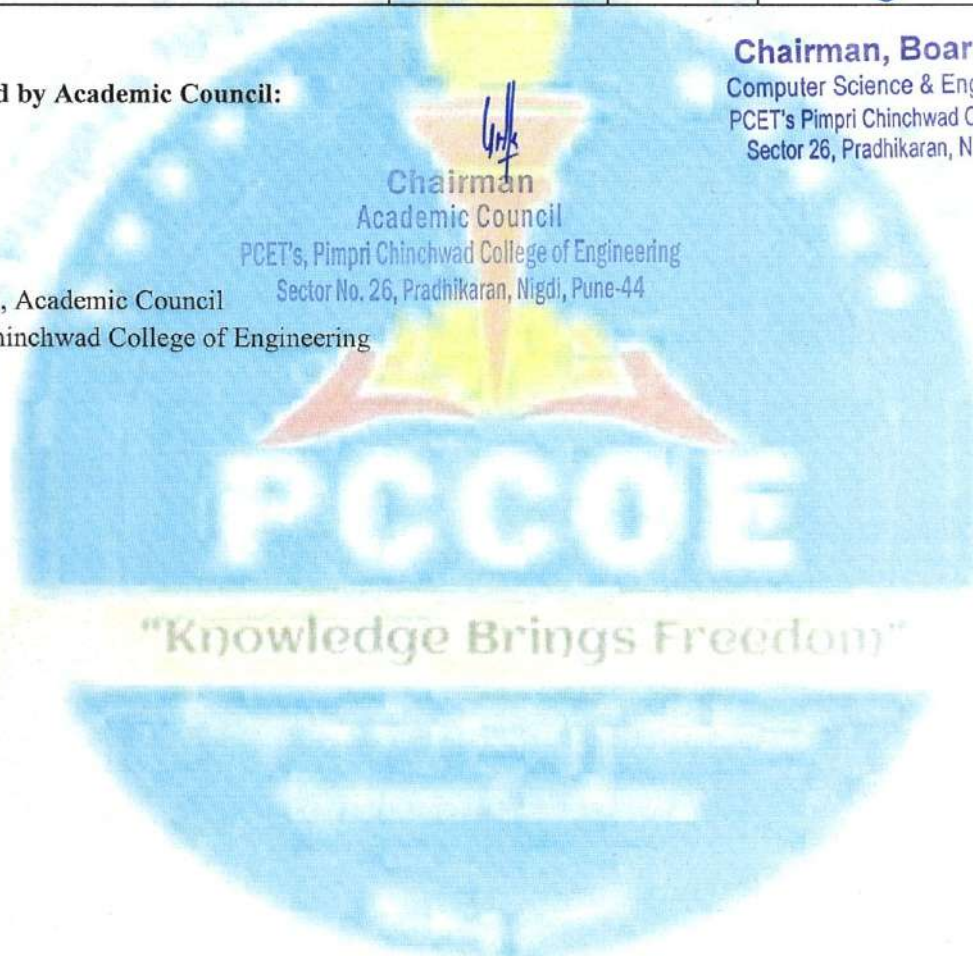 Chairman, Boar
Computer Science & Eng
PCET's Pimpri Chinchwad C
Sector 26, Pradhikaran, N
d by Academic Council:
Chairman
Academic Council
PCET's, Pimpri Chinchwad College of Engineering
Sector No. 26, Pradhikaran, Nigdi, Pune-44
, Academic Council
hinchwad College of Engineering
PCCOE
"Knowledge Brings Freedom"